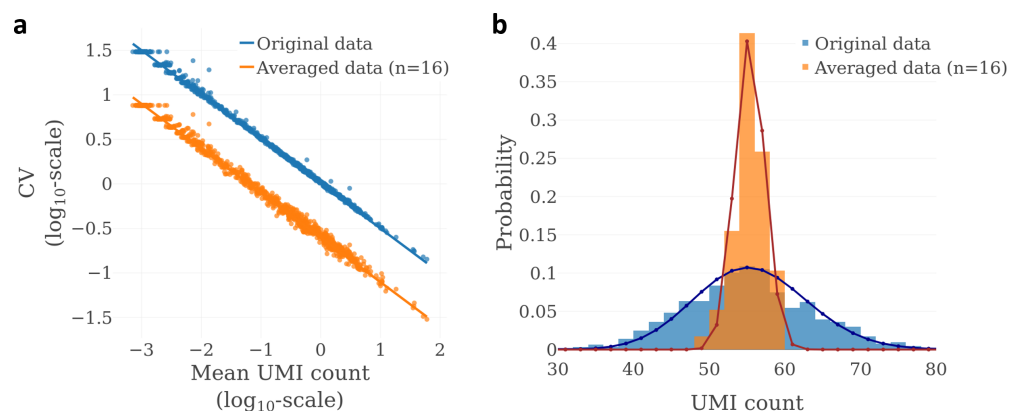 a
1.5
1
0.5
0
−0.5
−1
−1.5
CV
(log10-scale)
Original data
Averaged data (n=16)
−3
−2
−1
0
1
2
Mean UMI count
(log10-scale)
b
0.4
0.35
0.3
0.25
0.2
0.15
0.1
0.05
0
Probability
Original data
Averaged data (n=16)
30
40
50
60
70
80
UMI count